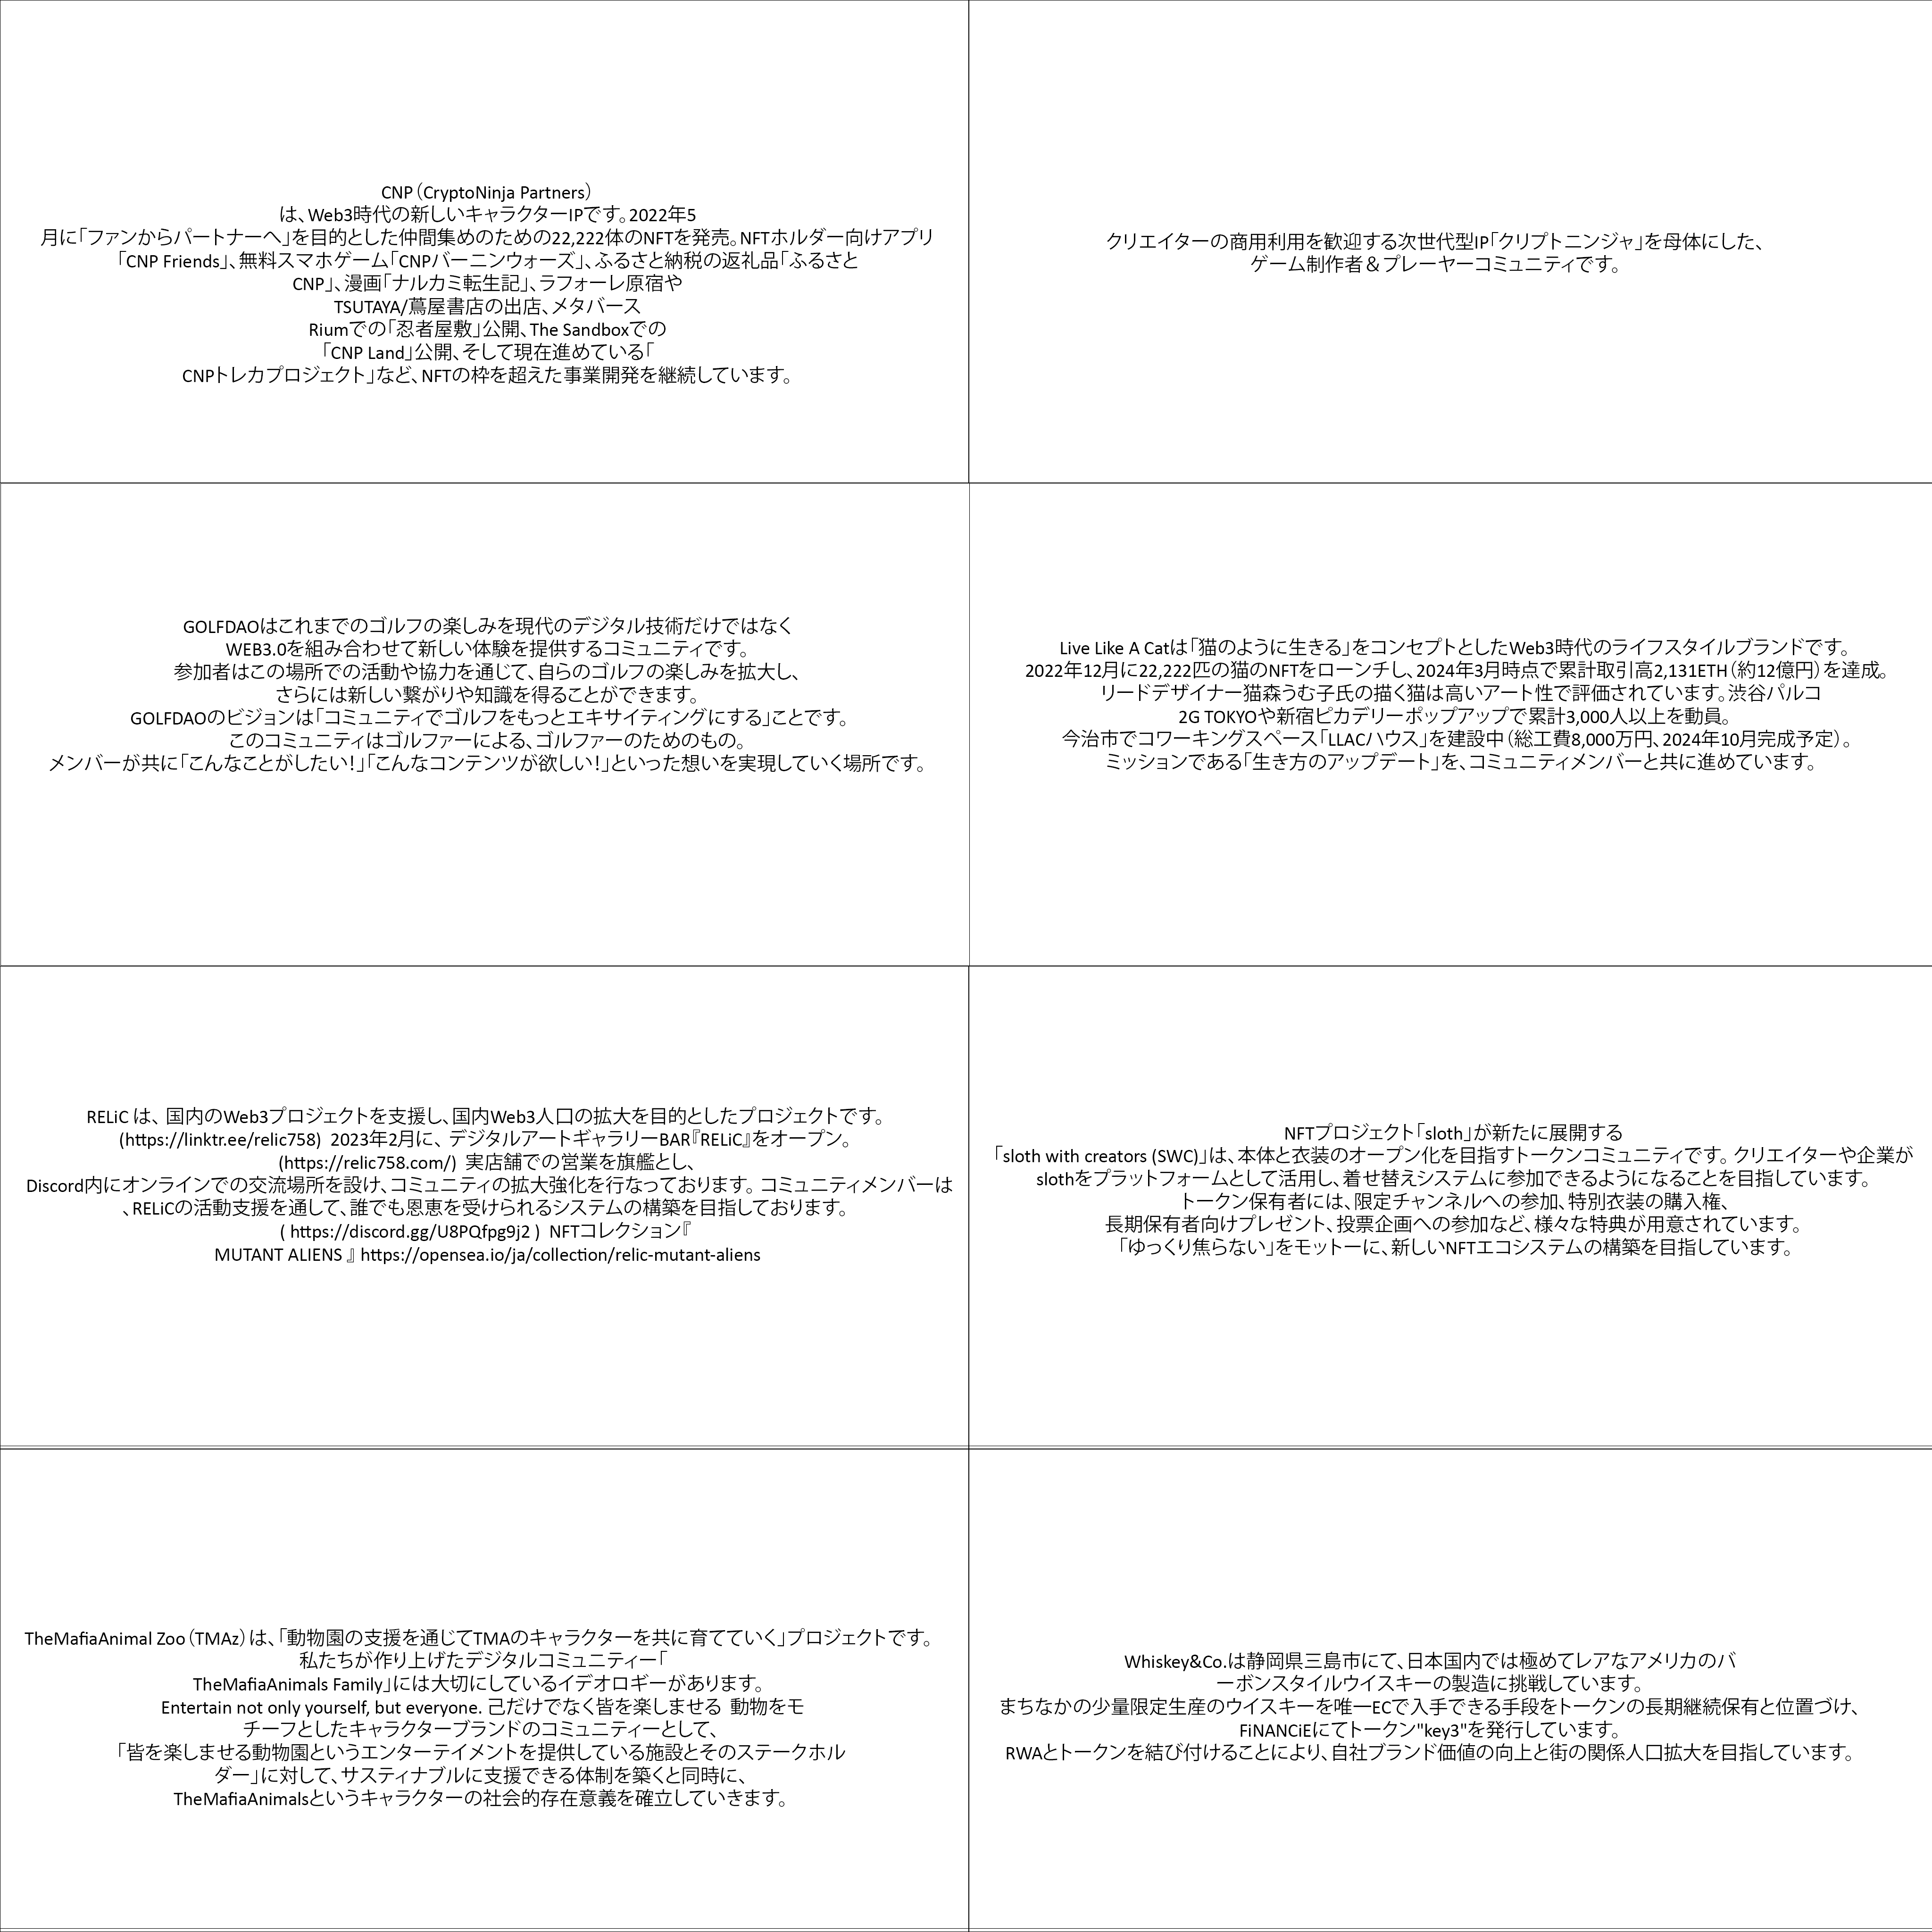 CNP（CryptoNinja Partners）
は、Web3時代の新しいキャラクターIPです。2022年5
月に「ファンからパートナーへ」を目的とした仲間集めのための22,222体のNFTを発売。NFTホルダー向けアプリ
「CNP Friends」、無料スマホゲーム「CNPバーニンウォーズ」、ふるさと納税の返礼品「ふるさと
CNP」、漫画「ナルカミ転生記」、ラフォーレ原宿や
TSUTAYA/蔦屋書店の出店、メタバース
Riumでの「忍者屋敷」公開、The Sandboxでの
「CNP Land」公開、そして現在進めている「
CNPトレカプロジェクト」など、NFTの枠を超えた事業開発を継続しています。
クリエイターの商用利用を歓迎する次世代型IP「クリプトニンジャ」を母体にした、
ゲーム制作者＆プレーヤーコミュニティです。
GOLFDAOはこれまでのゴルフの楽しみを現代のデジタル技術だけではなく
WEB3.0を組み合わせて新しい体験を提供するコミュニティです。
参加者はこの場所での活動や協力を通じて、自らのゴルフの楽しみを拡大し、
さらには新しい繋がりや知識を得ることができます。
GOLFDAOのビジョンは「コミュニティでゴルフをもっとエキサイティングにする」ことです。
このコミュニティはゴルファーによる、ゴルファーのためのもの。
メンバーが共に「こんなことがしたい！」「こんなコンテンツが欲しい！」といった想いを実現していく場所です。
Live Like A Catは「猫のように生きる」をコンセプトとしたWeb3時代のライフスタイルブランドです。
2022年12月に22,222匹の猫のNFTをローンチし、2024年3月時点で累計取引高2,131ETH（約12億円）を達成。
リードデザイナー猫森うむ子氏の描く猫は高いアート性で評価されています。渋谷パルコ
2G TOKYOや新宿ピカデリーポップアップで累計3,000人以上を動員。
今治市でコワーキングスペース「LLACハウス」を建設中（総工費8,000万円、2024年10月完成予定）。
ミッションである「生き方のアップデート」を、コミュニティメンバーと共に進めています。
RELiC は、 国内のWeb3プロジェクトを支援し、国内Web3人口の拡大を目的としたプロジェクトです。
(https://linktr.ee/relic758) 2023年2月に、 デジタルアートギャラリーBAR『RELiC』をオープン。
(https://relic758.com/) 実店舗での営業を旗艦とし、
Discord内にオンラインでの交流場所を設け、コミュニティの拡大強化を行なっております。 コミュニティメンバーは
、RELiCの活動支援を通して、誰でも恩恵を受けられるシステムの構築を目指しております。
( https://discord.gg/U8PQfpg9j2 ) NFTコレクション『
MUTANT ALIENS 』 https://opensea.io/ja/collection/relic-mutant-aliens
NFTプロジェクト「sloth」が新たに展開する
「sloth with creators (SWC)」は、本体と衣装のオープン化を目指すトークンコミュニティです。 クリエイターや企業が
slothをプラットフォームとして活用し、着せ替えシステムに参加できるようになることを目指しています。
トークン保有者には、限定チャンネルへの参加、特別衣装の購入権、
長期保有者向けプレゼント、投票企画への参加など、様々な特典が用意されています。
「ゆっくり焦らない」をモットーに、新しいNFTエコシステムの構築を目指しています。
TheMafiaAnimal Zoo（TMAz）は、「動物園の支援を通じてTMAのキャラクターを共に育てていく」プロジェクトです。
私たちが作り上げたデジタルコミュニティー「
TheMafiaAnimals Family」には大切にしているイデオロギーがあります。
Entertain not only yourself, but everyone. 己だけでなく皆を楽しませる 動物をモ
チーフとしたキャラクターブランドのコミュニティーとして、
「皆を楽しませる動物園というエンターテイメントを提供している施設とそのステークホル
ダー」に対して、サスティナブルに支援できる体制を築くと同時に、
TheMafiaAnimalsというキャラクターの社会的存在意義を確立していきます。
Whiskey&Co.は静岡県三島市にて、日本国内では極めてレアなアメリカのバ
ーボンスタイルウイスキーの製造に挑戦しています。
まちなかの少量限定生産のウイスキーを唯一ECで入手できる手段をトークンの長期継続保有と位置づけ、
FiNANCiEにてトークン"key3"を発行しています。
RWAとトークンを結び付けることにより、自社ブランド価値の向上と街の関係人口拡大を目指しています。